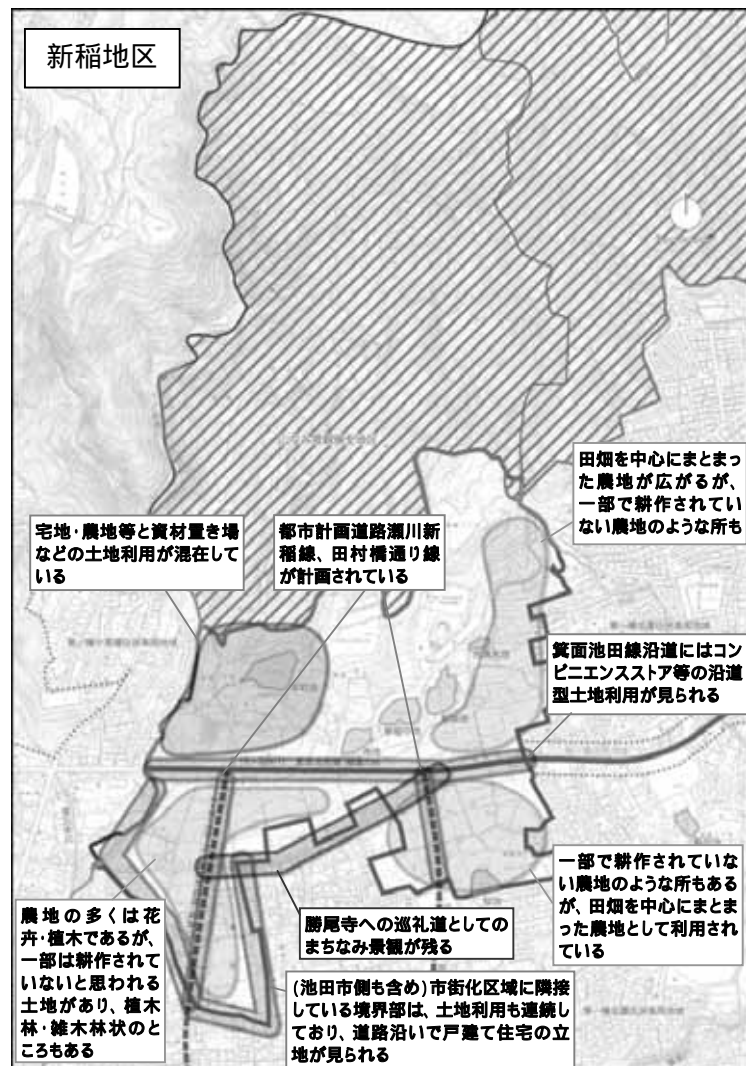 新稲地区
田畑を中心にまとまっ
た農地が広がるが、
一部で耕作されてい
ない農地のような所も
宅地・農地等と資材置き場
などの土地利用が混在して
いる
都市計画道路瀬川新
稲線、田村橋通り線
が計画されている
箕面池田線沿道にはコン
ビニエンスストア等の沿道
型土地利用が見られる
一部で耕作されていな
い農地のような所もある
が、田畑を中心にまとま
った農地として利用され
ている
農地の多くは花
卉・植木であるが、
一部は耕作されて
いないと思われる
土地があり、植木
林・雑木林状のと
ころもある
勝尾寺への巡礼道としての
まちなみ景観が残る
(池田市側も含め)市街化区域に隣接
している境界部は、土地利用も連続し
ており、道路沿いで戸建て住宅の立
地が見られる